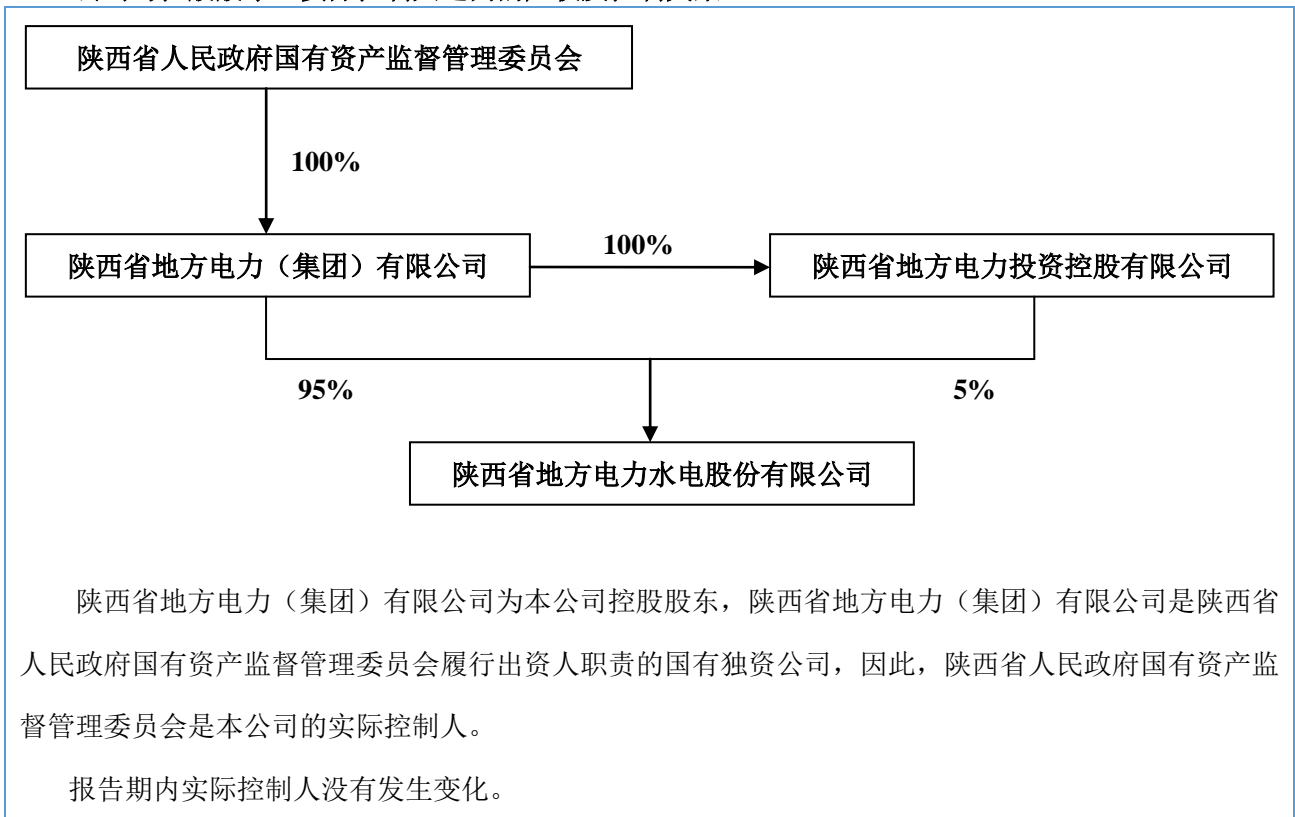 陕西省人民政府国有资产监督管理委员会
100%
陕西省地方电力（集团）有限公司
100%
陕西省地方电力投资控股有限公司
95%
5%
陕西省地方电力水电股份有限公司
陕西省地方电力（集团）有限公司为本公司控股股东，陕西省地方电力（集团）有限公司是陕西省
人民政府国有资产监督管理委员会履行出资人职责的国有独资公司，因此，陕西省人民政府国有资产监
督管理委员会是本公司的实际控制人。
报告期内实际控制人没有发生变化。